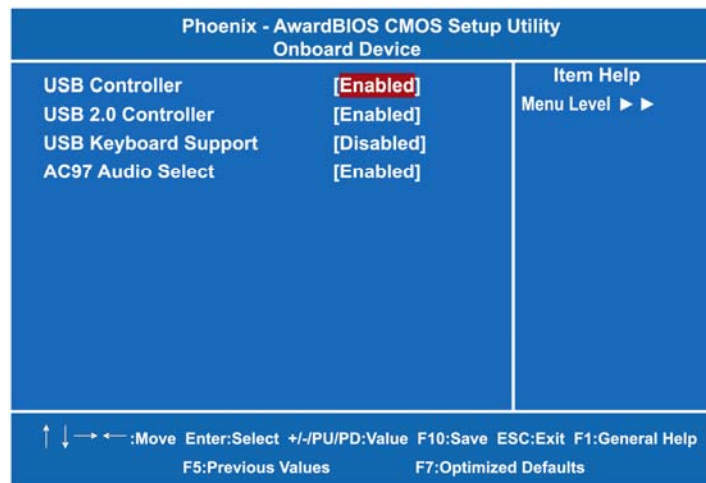 Phoenix - AwardBIOS CMOS Setup Utility
Onboard Device
USB Controller [Enabled]
USB 2.0 Controller [Enabled]
USB Keyboard Support [Disabled]
AC97 Audio Select [Enabled]
Item Help
Menu Level ► ►
↑ ↓ → ← :Move Enter:Select +/-/PU/PD:Value F10:Save ESC:Exit F1:General Help
F5:Previous Values F7:Optimized Defaults